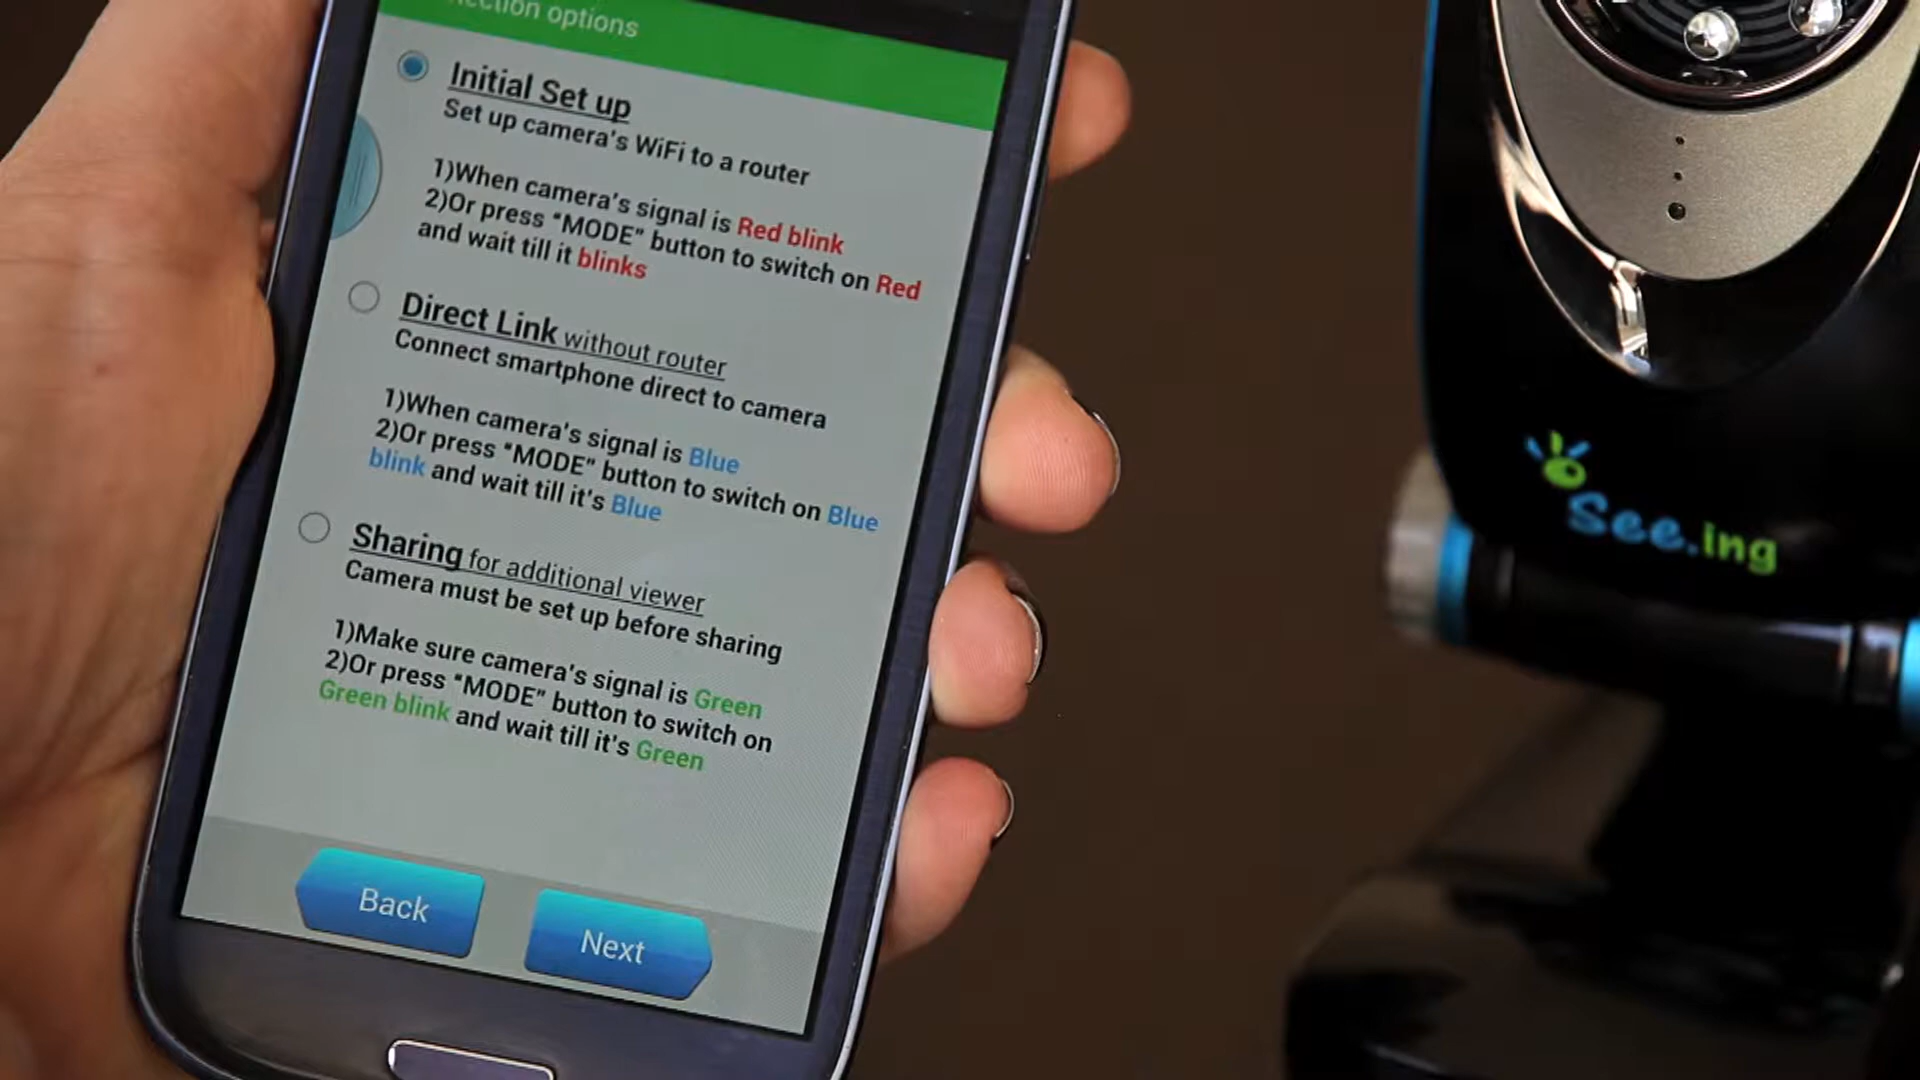 options
Initial Set up
Set up camera's WiFi to a router
1)When camera's signal is Red blink
2)Or press "MODE" button to switch on Red
and wait till it blinks
Direct Link without router
Connect smartphone direct to camera
1)When camera's signal is Blue
2)Or press "MODE" button to switch on Blue
blink and wait till it's Blue
Sharing for additional viewer
Camera must be set up before sharing
1)Make sure camera's signal is Green
2)Or press "MODE" button to switch on
Green blink and wait till it's Green
Back
Next
See.ing